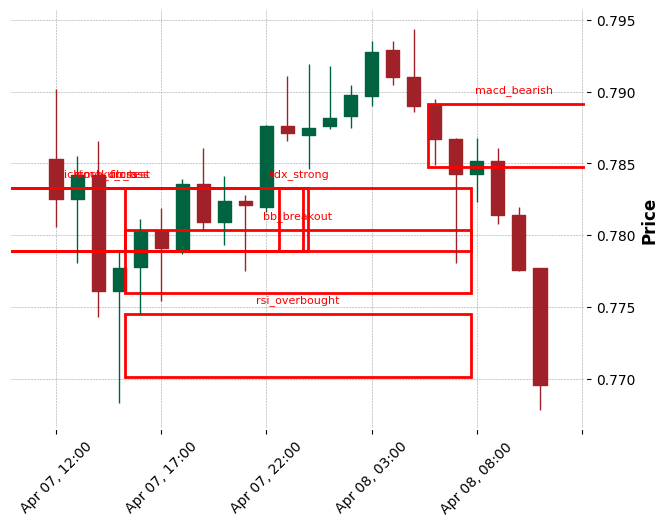 0.795
macd_bearish
0.790
0.785
adx_strong
0.780
bb_breakout
0.775
rsi_overbought
0.770
Price
Apr 07, 12:00
Apr 07, 17:00
Apr 07, 22:00
Apr 08, 03:00
Apr 08, 08:00